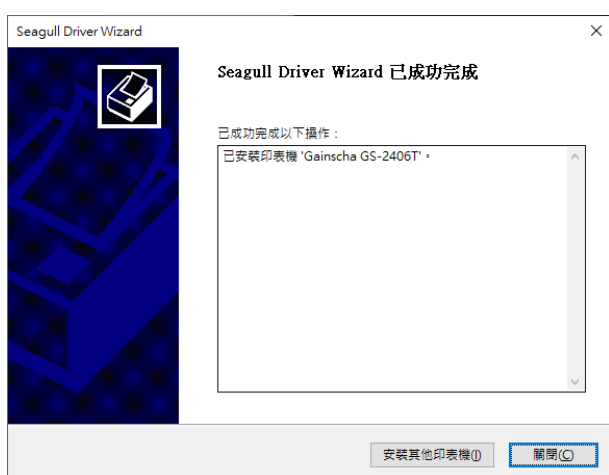 Seagull Driver Wizard
Seagull Driver Wizard 已成功完成
已成功完成以下操作：
已安裝印表機 'Gainscha GS-2406T'。
安裝其他印表機(I)
關閉(C)